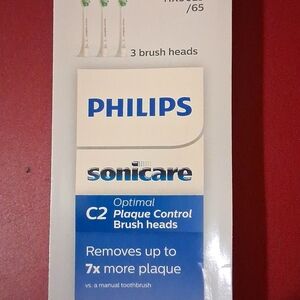 /65
3 brush heads
PHILIPS
sonicare
C2 Optimal
Plaque Control
Brush heads
Removes up to
7x more plaque
vs. a manual toothbrush